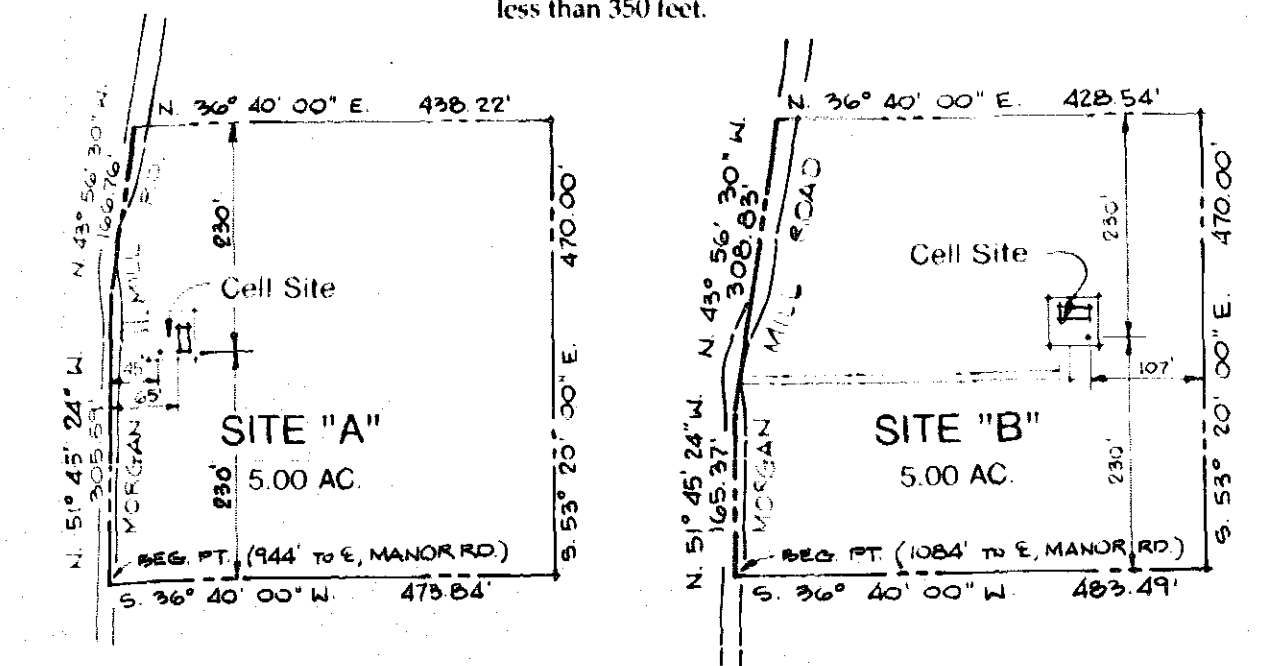 less than 350 feet.
N. 36° 40' 00" E. 438.22'
N. 43° 56' 30" W.
166.76'
230'
470.00'
Cell Site
45'
65'
N. 51° 45' 24" W.
305.59'
MORGAN MILL RD.
SITE "A"
5.00 AC.
230'
S. 53° 20' 00" E.
BEG. PT. (944' TO ℄, MANOR RD.)
S. 36° 40' 00" W. 473.84'
N. 36° 40' 00" E. 428.54'
N. 43° 56' 30" W.
308.83'
MORGAN MILL ROAD
230'
470.00'
Cell Site
107'
N. 51° 45' 24" W.
165.37'
SITE "B"
5.00 AC.
230'
S. 53° 20' 00" E.
BEG. PT. (1084' TO ℄, MANOR RD.)
S. 36° 40' 00" W. 483.49'